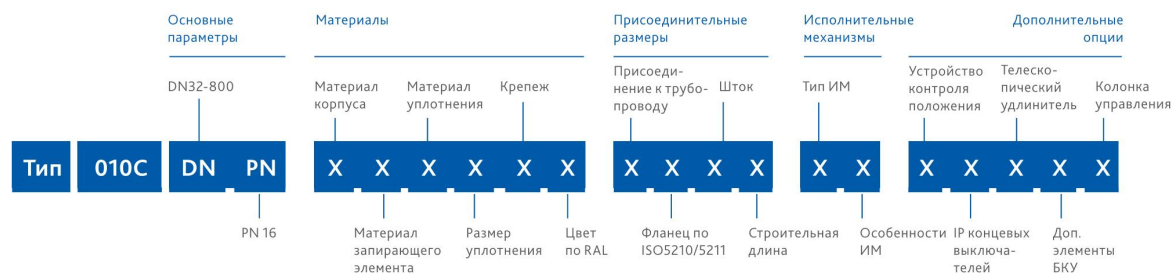 Основные
параметры
Материалы
Присоединительные
размеры
Исполнительные
механизмы
Дополнительные
опции
DN32-800
Материал
корпуса
Материал
уплотнения
Крепеж
Присоеди-
нение к трубо-
проводу
Шток
Тип ИМ
Устройство
контроля
положения
Телеско-
пический
удлинитель
Колонка
управления
Тип 010С DN PN X X X X X X X X X X X X X X X X X
PN 16
Материал
запирающего
элемента
Размер
уплотнения
Цвет
по RAL
Фланец по
ISO5210/5211
Строительная
длина
Особенности
ИМ
IP концевых
выключа-
телей
Доп.
элементы
БКУ